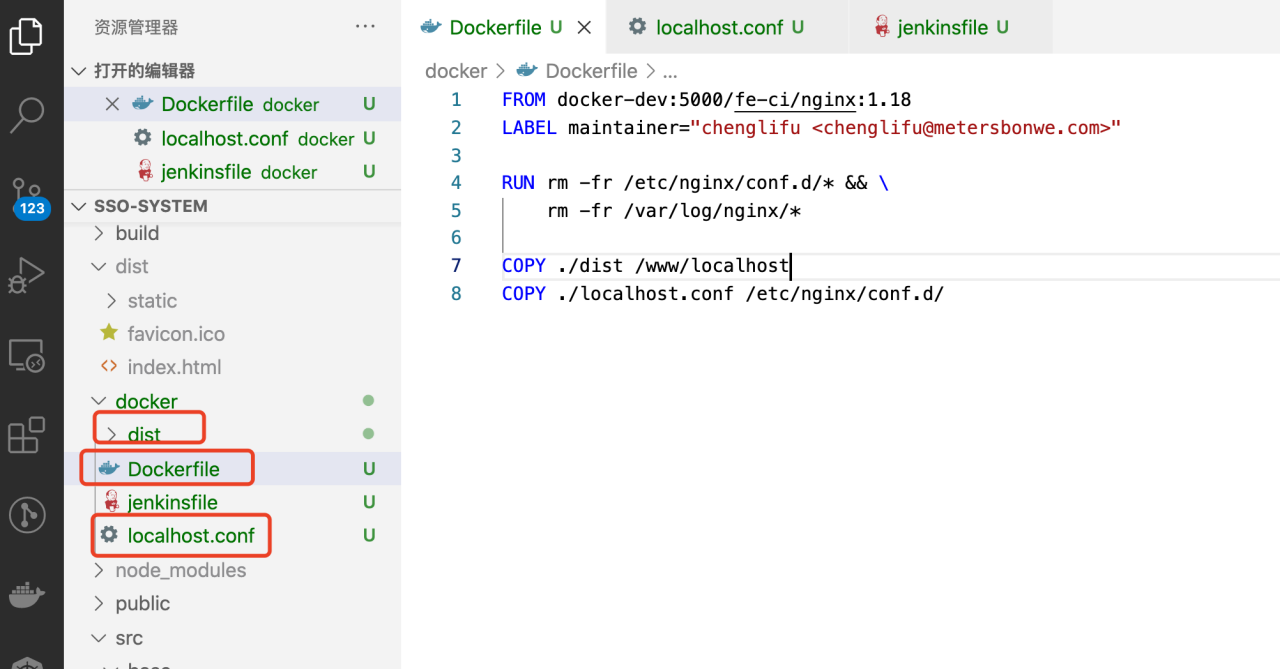 资源管理器
···
打开的编辑器
Dockerfile docker U
localhost.conf docker U
jenkinsfile docker U
123
SSO-SYSTEM
build
dist
static
favicon.ico
index.html
docker
dist
Dockerfile U
jenkinsfile U
localhost.conf U
node_modules
public
src
Dockerfile U
localhost.conf U
jenkinsfile U
docker > Dockerfile > ...
1 FROM docker-dev:5000/fe-ci/nginx:1.18
2 LABEL maintainer="chenglifu <chenglifu@metersbonwe.com>"
3
4 RUN rm -fr /etc/nginx/conf.d/* && \
5 rm -fr /var/log/nginx/*
6
7 COPY ./dist /www/localhost
8 COPY ./localhost.conf /etc/nginx/conf.d/